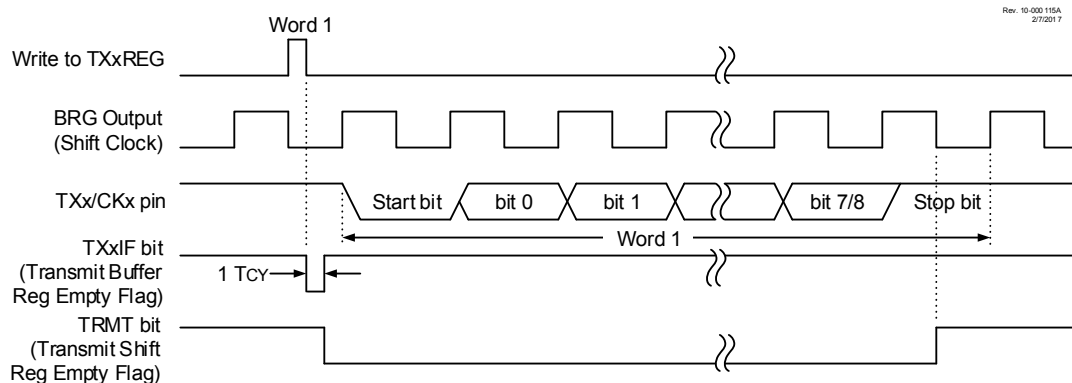 Rev. 10-000 115A
2/7/201 7
Word 1
Write to TXxREG
BRG Output
(Shift Clock)
TXx/CKx pin
Start bit
bit 0
bit 1
bit 7/8
Stop bit
Word 1
TXxIF bit
(Transmit Buffer
Reg Empty Flag)
1 TCY
TRMT bit
(Transmit Shift
Reg Empty Flag)